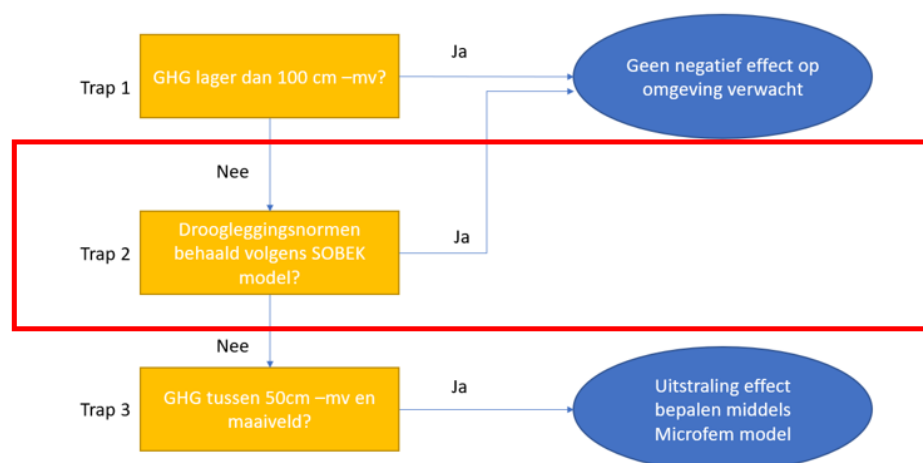 Trap 1
GHG lager dan 100 cm –mv?
Ja
Geen negatief effect op
omgeving verwacht
Nee
Trap 2
Droogleggingsnormen
behaald volgens SOBEK
model?
Ja
Nee
Trap 3
GHG tussen 50cm –mv en
maaiveld?
Ja
Uitstraling effect
bepalen middels
Microfem model